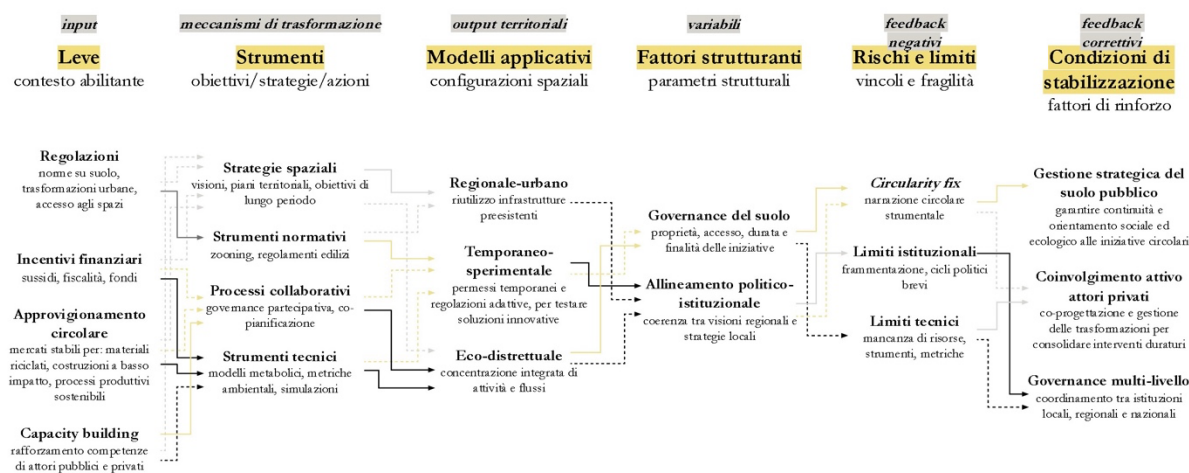 input
Leve
contesto abilitante
Regolazioni
norme su suolo,
trasformazioni urbane,
accesso agli spazi
Incentivi finanziari
sussidi, fiscalità, fondi
Approvigionamento
circolare
mercati stabili per: materiali
riciclati, costruzioni a basso
impatto, processi produttivi
sostenibili
Capacity building
rafforzamento competenze
di attori pubblici e privati
meccanismi di trasformazione
Strumenti
obiettivi/strategie/azioni
Strategie spaziali
visioni, piani territoriali, obiettivi di
lungo periodo
Strumenti normativi
zooning, regolamenti edilizi
Processi collaborativi
governance partecipativa, co-
pianificazione
Strumenti tecnici
modelli metabolici, metriche
ambientali, simulazioni
output territoriali
Modelli applicativi
configurazioni spaziali
Regionale-urbano
riutilizzo infrastrutture
preesistenti
Temporaneo-
sperimentale
permessi temporanei e
regolazioni adattive, per testare
soluzioni innovative
Eco-distrettuale
concentrazione integrata di
attività e flussi
variabili
Fattori strutturanti
parametri strutturali
Governance del suolo
proprietà, accesso, durata e
finalità delle iniziative
Allineamento politico-
istituzionale
coerenza tra visioni regionali e
strategie locali
feedback
negativi
Rischi e limiti
vincoli e fragilità
Circularity fix
narrazione circolare
strumentale
Limiti istituzionali
frammentazione, cicli politici
brevi
Limiti tecnici
mancanza di risorse,
strumenti, metriche
feedback
correttivi
Condizioni di
stabilizzazione
fattori di rinforzo
Gestione strategica del
suolo pubblico
garantire continuità e
orientamento sociale ed
ecologico alle iniziative circolari
Coinvolgimento attivo
attori privati
co-progettazione e gestione
delle trasformazioni per
consolidare interventi duraturi
Governance multi-livello
coordinamento tra istituzioni
locali, regionali e nazionali